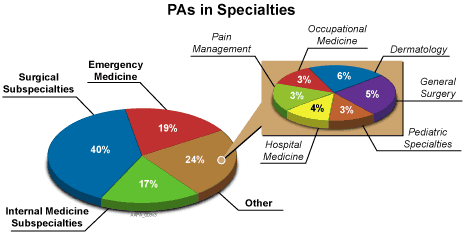 PAs in Specialties
Occupational
Medicine
Pain
Management
Dermatology
Emergency
Medicine
Surgical
Subspecialties
General
Surgery
3%
6%
3%
5%
4%
3%
19%
40%
24%
17%
Hospital
Medicine
Pediatric
Specialties
Internal Medicine
Subspecialties
Other